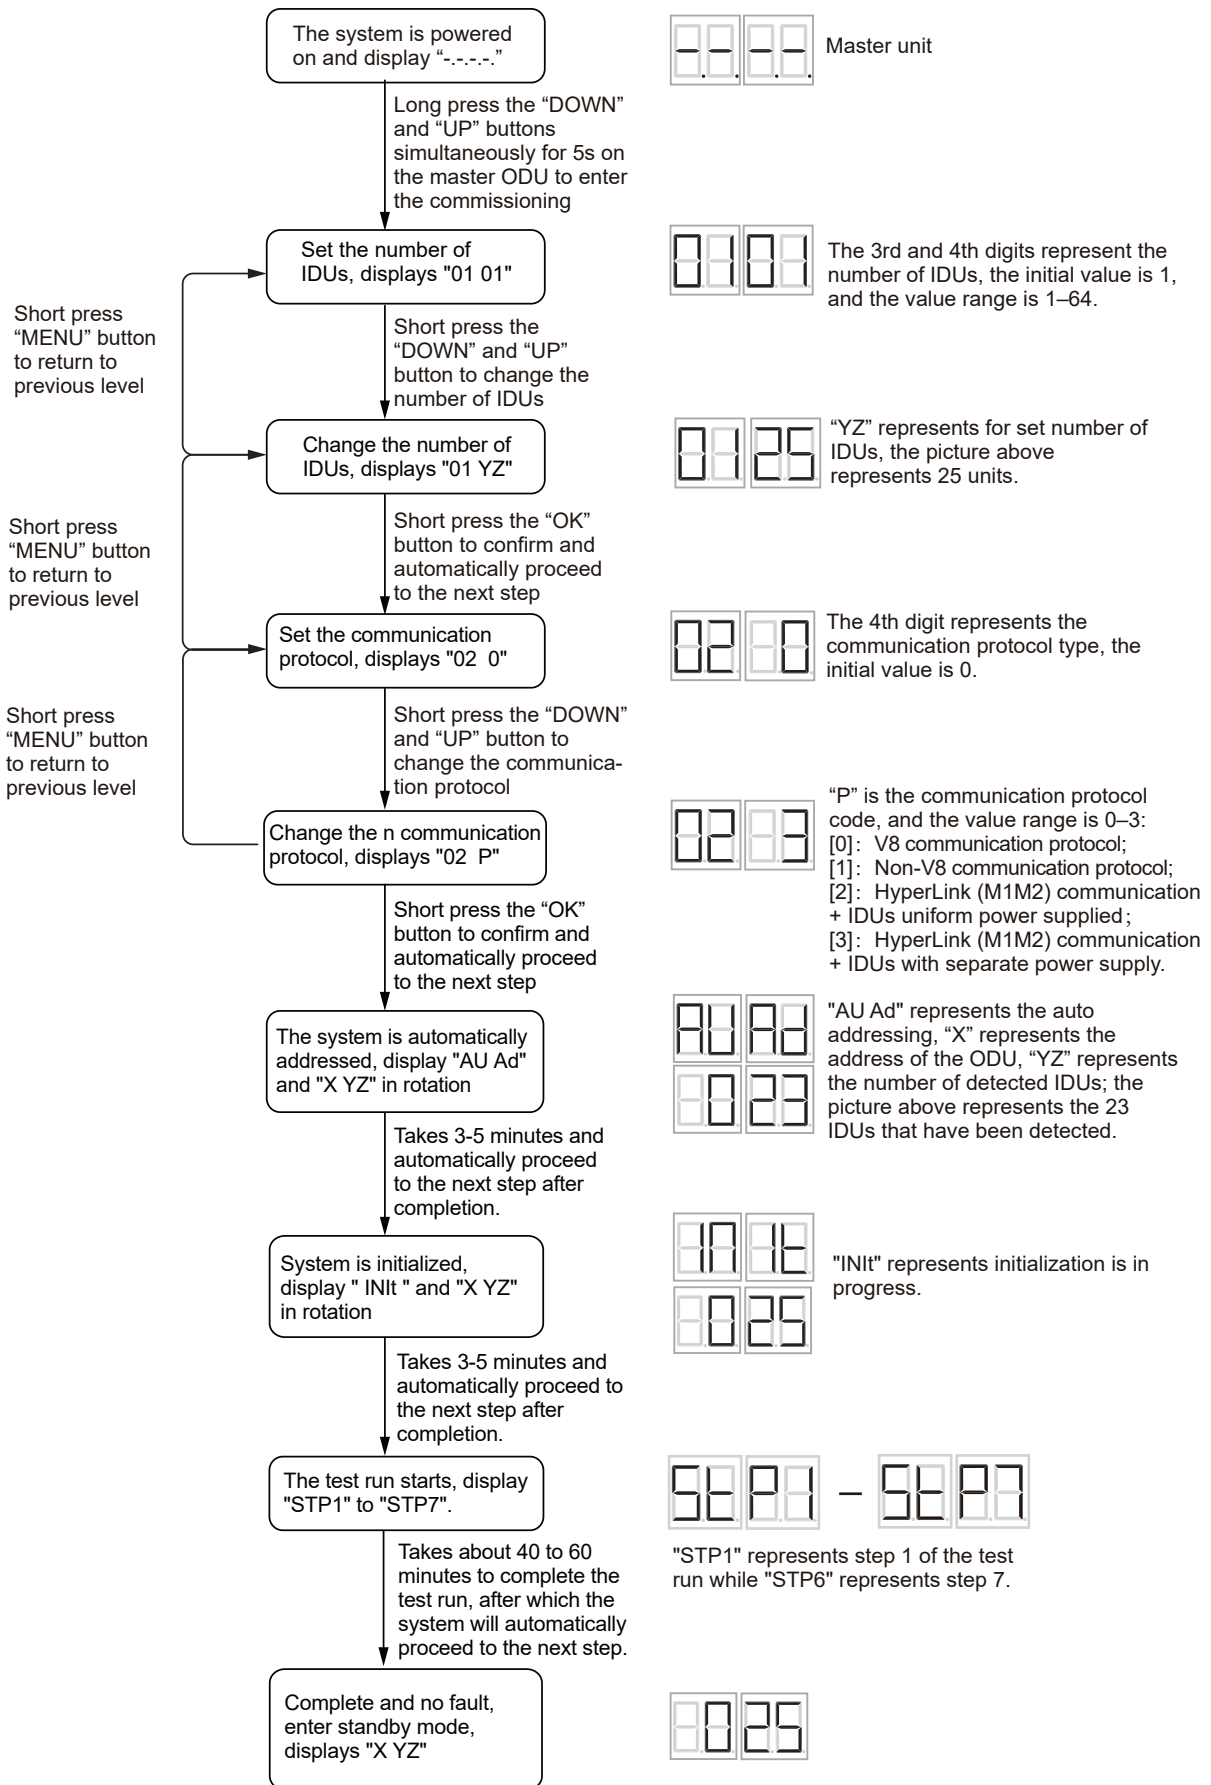 The system is powered
on and display “-.-.-.-.”
-.-.-.-.
Master unit
Long press the “DOWN”
and “UP” buttons
simultaneously for 5s on
the master ODU to enter
the commissioning
Set the number of
IDUs, displays "01 01"
0101
The 3rd and 4th digits represent the
number of IDUs, the initial value is 1,
and the value range is 1–64.
Short press
“MENU” button
to return to
previous level
Short press the
“DOWN” and “UP”
button to change the
number of IDUs
Change the number of
IDUs, displays "01 YZ"
0125
“YZ” represents for set number of
IDUs, the picture above
represents 25 units.
Short press
“MENU” button
to return to
previous level
Short press the “OK”
button to confirm and
automatically proceed
to the next step
Set the communication
protocol, displays "02 0"
02 0
The 4th digit represents the
communication protocol type, the
initial value is 0.
Short press
“MENU” button
to return to
previous level
Short press the “DOWN”
and “UP” button to
change the communica-
tion protocol
Change the n communication
protocol, displays "02 P"
02 3
“P” is the communication protocol
code, and the value range is 0–3:
[0]: V8 communication protocol;
[1]: Non-V8 communication protocol;
[2]: HyperLink (M1M2) communication
+ IDUs uniform power supplied;
[3]: HyperLink (M1M2) communication
+ IDUs with separate power supply.
Short press the “OK”
button to confirm and
automatically proceed
to the next step
The system is automatically
addressed, display "AU Ad"
and "X YZ" in rotation
AU Ad
023
"AU Ad" represents the auto
addressing, “X” represents the
address of the ODU, “YZ” represents
the number of detected IDUs; the
picture above represents the 23
IDUs that have been detected.
Takes 3-5 minutes and
automatically proceed
to the next step after
completion.
System is initialized,
display " INIt " and "X YZ"
in rotation
INIt
025
"INIt" represents initialization is in
progress.
Takes 3-5 minutes and
automatically proceed to
the next step after
completion.
The test run starts, display
"STP1" to "STP7".
StP1 – StP7
"STP1" represents step 1 of the test
run while "STP6" represents step 7.
Takes about 40 to 60
minutes to complete the
test run, after which the
system will automatically
proceed to the next step.
Complete and no fault,
enter standby mode,
displays "X YZ"
025